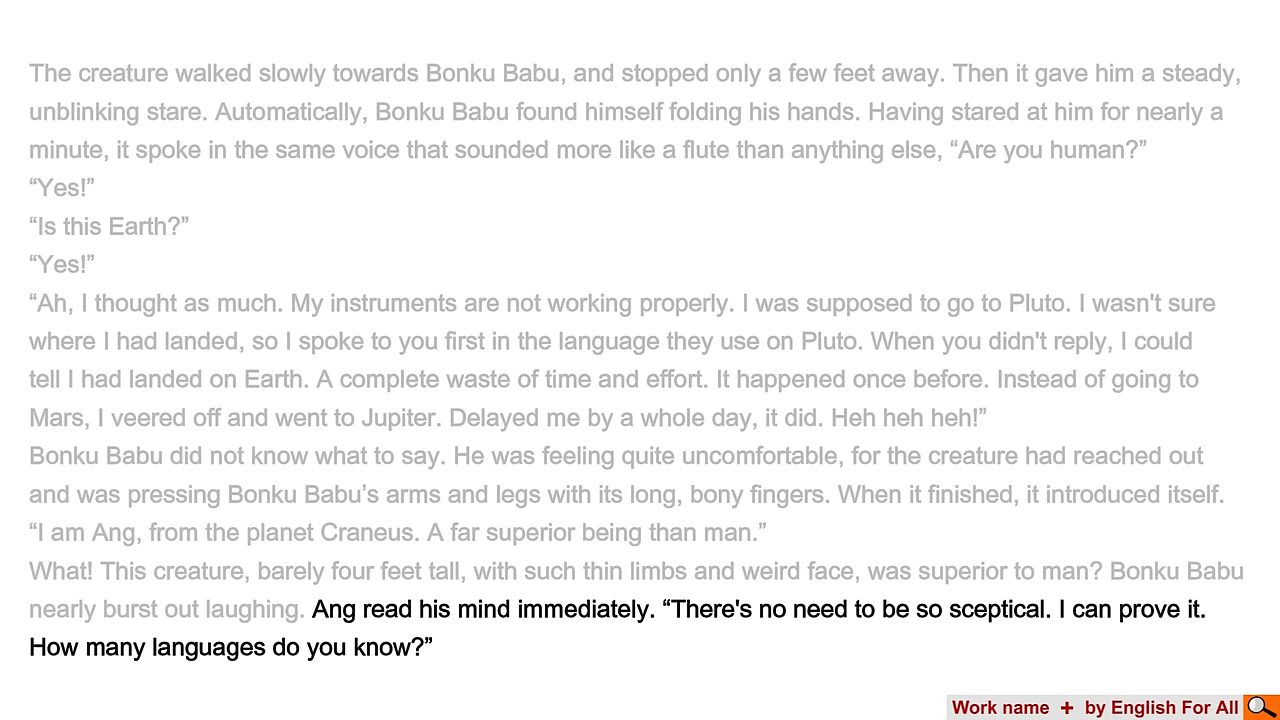 The creature walked slowly towards Bonku Babu, and stopped only a few feet away. Then it gave him a steady,
unblinking stare. Automatically, Bonku Babu found himself folding his hands. Having stared at him for nearly a
minute, it spoke in the same voice that sounded more like a flute than anything else, “Are you human?”
“Yes!”
“Is this Earth?”
“Yes!”
“Ah, I thought as much. My instruments are not working properly. I was supposed to go to Pluto. I wasn't sure
where I had landed, so I spoke to you first in the language they use on Pluto. When you didn't reply, I could
tell I had landed on Earth. A complete waste of time and effort. It happened once before. Instead of going to
Mars, I veered off and went to Jupiter. Delayed me by a whole day, it did. Heh heh heh!”
Bonku Babu did not know what to say. He was feeling quite uncomfortable, for the creature had reached out
and was pressing Bonku Babu’s arms and legs with its long, bony fingers. When it finished, it introduced itself.
“I am Ang, from the planet Craneus. A far superior being than man.”
What! This creature, barely four feet tall, with such thin limbs and weird face, was superior to man? Bonku Babu
nearly burst out laughing. Ang read his mind immediately. “There's no need to be so sceptical. I can prove it.
How many languages do you know?”
Work name + by English For All